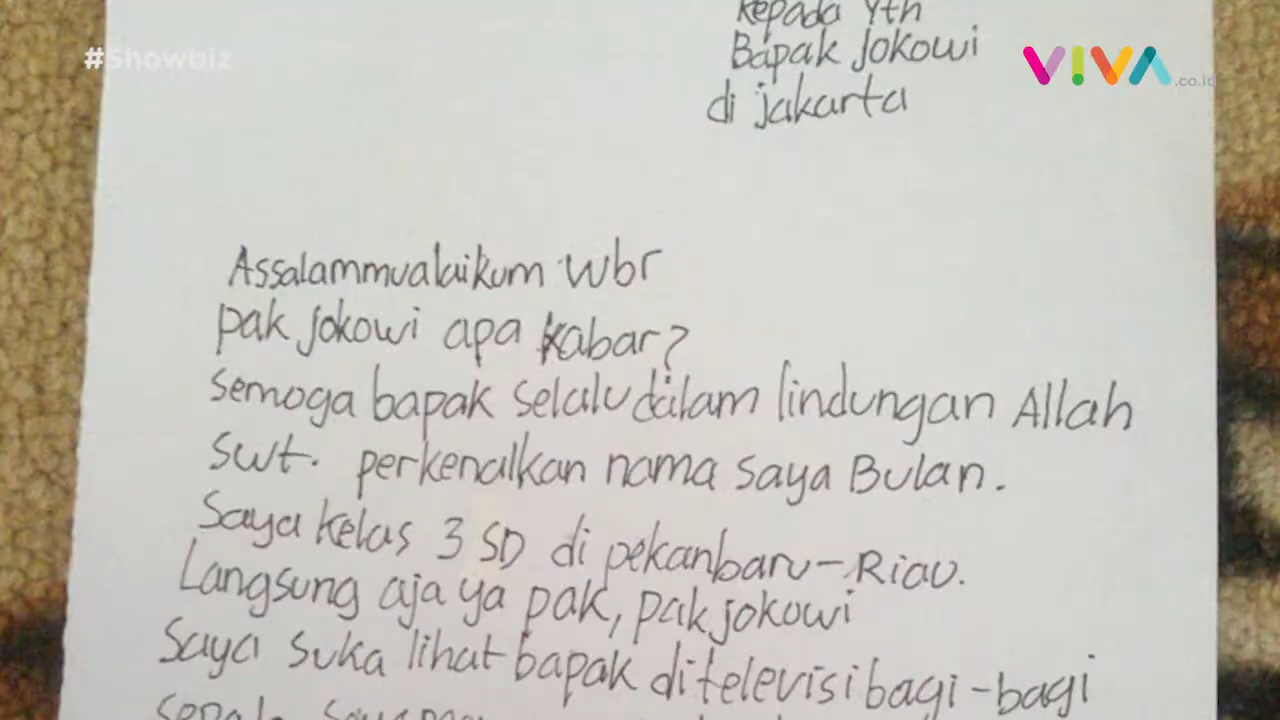 #Showbiz
VIVA.co.id
Kepada Yth
Bapak Jokowi
di jakarta
Assalammualaikum wbr
pak jokowi apa kabar?
semoga bapak selalu dalam lindungan Allah
swt. perkenalkan nama saya Bulan.
Saya kelas 3 SD di pekanbaru-Riau.
Langsung aja ya pak, pak jokowi
Saya suka lihat bapak di televisi bagi-bagi